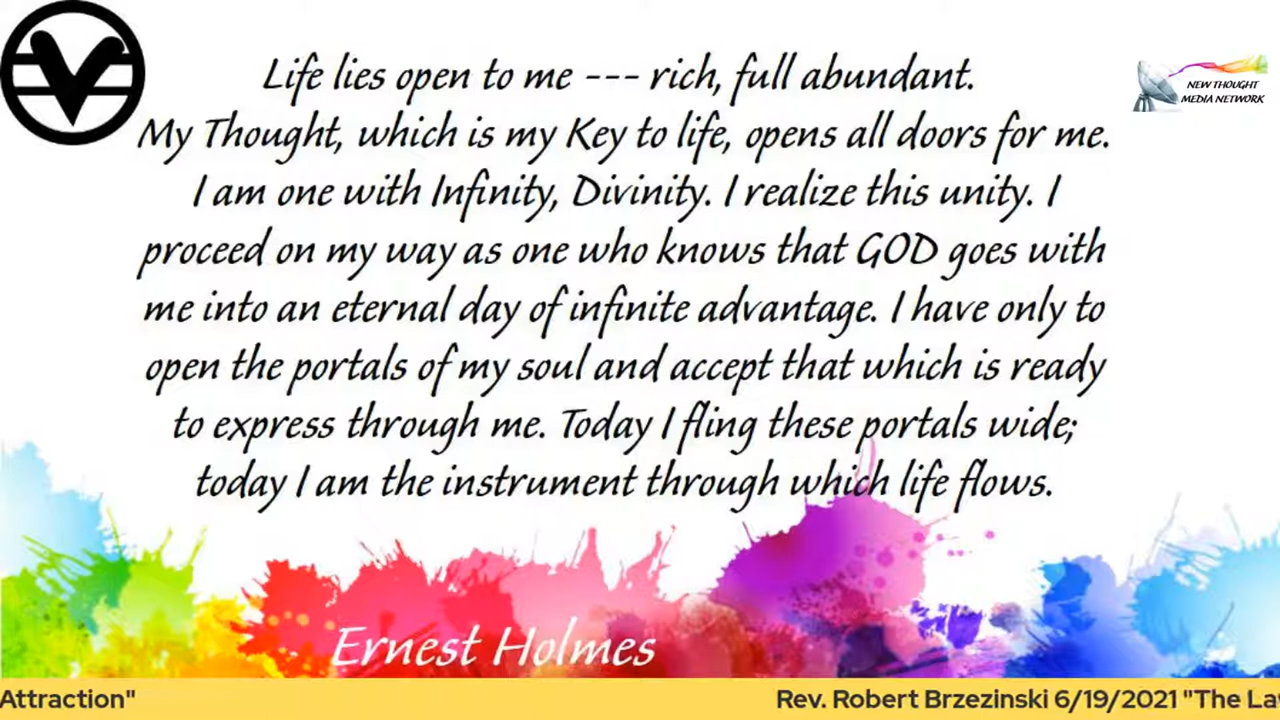 Life lies open to me --- rich, full abundant.
My Thought, which is my Key to life, opens all doors for me.
I am one with Infinity, Divinity. I realize this unity. I
proceed on my way as one who knows that GOD goes with
me into an eternal day of infinite advantage. I have only to
open the portals of my soul and accept that which is ready
to express through me. Today I fling these portals wide;
today I am the instrument through which life flows.
NEW THOUGHT
MEDIA NETWORK
Ernest Holmes
Attraction" Rev. Robert Brzezinski 6/19/2021 "The La